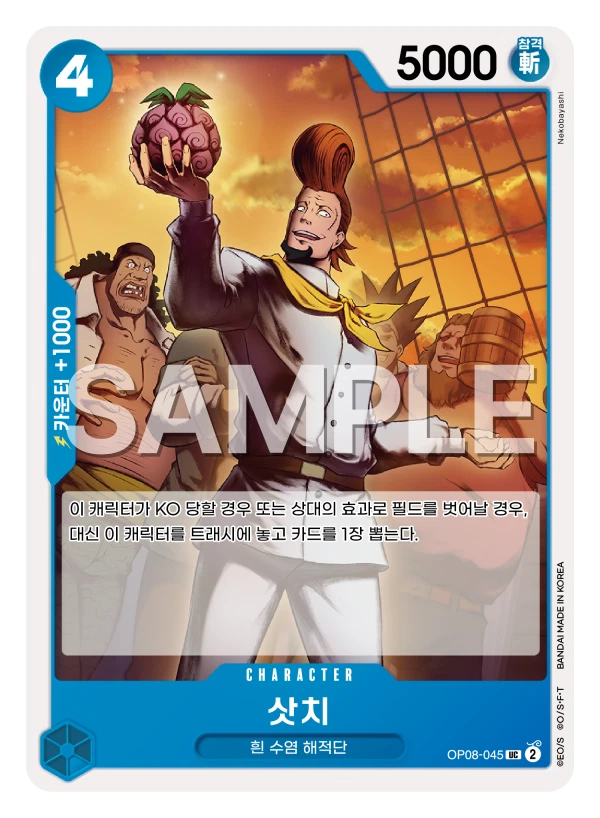 4
5000
참격
斬
Nekobayashi
카운터 +1000
SAMPLE
이 캐릭터가 KO 당할 경우 또는 상대의 효과로 필드를 벗어날 경우,
대신 이 캐릭터를 트래시에 놓고 카드를 1장 뽑는다.
CHARACTER
삿치
흰 수염 해적단
OP08-045 UC 2
©EO/S ©O/S·F·T BANDAI MADE IN KOREA